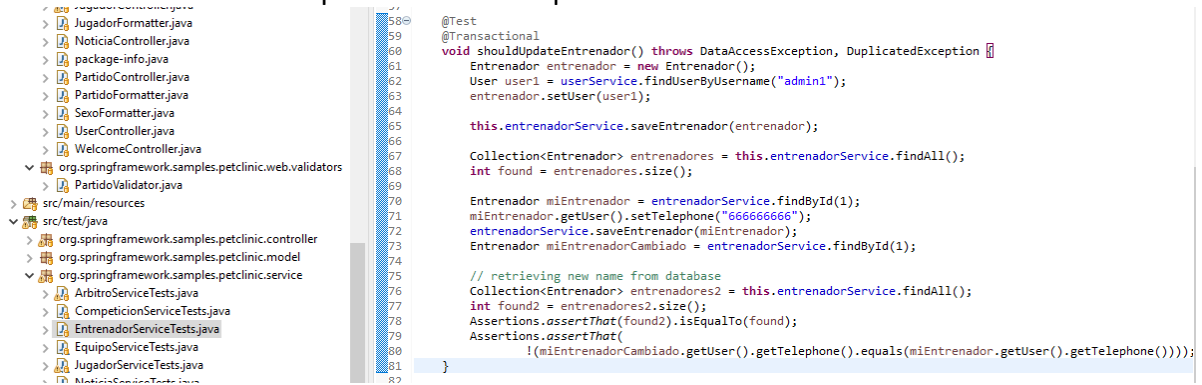 JugadorFormatter.java
NoticiaController.java
package-info.java
PartidoController.java
PartidoFormatter.java
SexoFormatter.java
UserController.java
WelcomeController.java
org.springframework.samples.petclinic.web.validators
PartidoValidator.java
src/main/resources
src/test/java
org.springframework.samples.petclinic.controller
org.springframework.samples.petclinic.model
org.springframework.samples.petclinic.service
ArbitroServiceTests.java
CompeticionServiceTests.java
EntrenadorServiceTests.java
EquipoServiceTests.java
JugadorServiceTests.java
NoticiaServiceTests.java
58 @Test
59 @Transactional
60 void shouldUpdateEntrenador() throws DataAccessException, DuplicatedException {
61 Entrenador entrenador = new Entrenador();
62 User user1 = userService.findUserByUsername("admin1");
63 entrenador.setUser(user1);
64
65 this.entrenadorService.saveEntrenador(entrenador);
66
67 Collection<Entrenador> entrenadores = this.entrenadorService.findAll();
68 int found = entrenadores.size();
69
70 Entrenador miEntrenador = entrenadorService.findById(1);
71 miEntrenador.getUser().setTelephone("666666666");
72 entrenadorService.saveEntrenador(miEntrenador);
73 Entrenador miEntrenadorCambiado = entrenadorService.findById(1);
74
75 // retrieving new name from database
76 Collection<Entrenador> entrenadores2 = this.entrenadorService.findAll();
77 int found2 = entrenadores2.size();
78 Assertions.assertThat(found2).isEqualTo(found);
79 Assertions.assertThat(
80 !(miEntrenadorCambiado.getUser().getTelephone().equals(miEntrenador.getUser().getTelephone())));
81 }
82